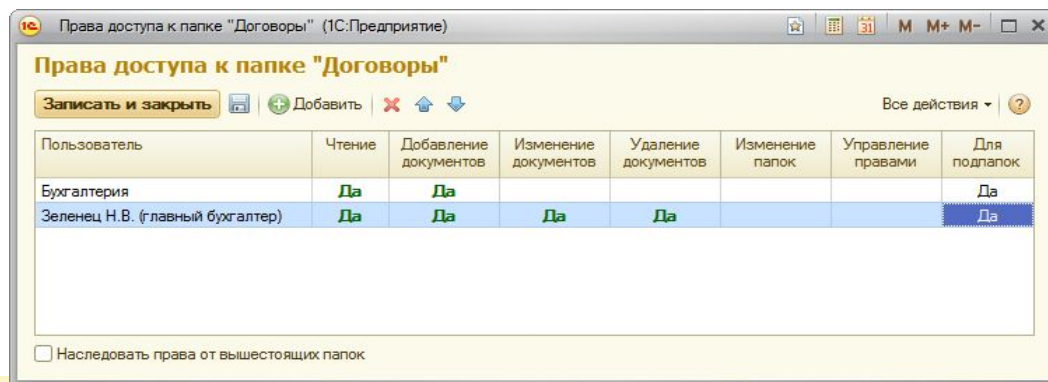 Права доступа к папке "Договоры" (1С:Предприятие)
31 M M+ M-
Права доступа к папке "Договоры"
Записать и закрыть Добавить Все действия ?
Пользователь Чтение Добавление документов Изменение документов Удаление документов Изменение папок Управление правами Для подпапок
Бухгалтерия Да Да Да
Зеленец Н.В. (главный бухгалтер) Да Да Да Да Да
Наследовать права от вышестоящих папок